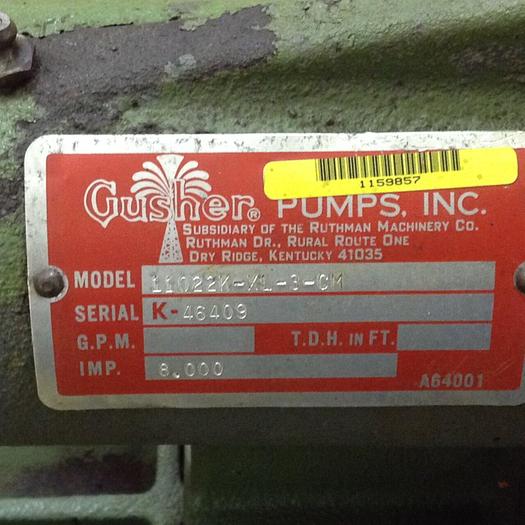 1159857
Gusher® PUMPS, INC.
SUBSIDIARY OF THE RUTHMAN MACHINERY CO.
RUTHMAN DR., RURAL ROUTE ONE
DRY RIDGE, KENTUCKY 41035
MODEL 11022K-XL-3-CM
SERIAL K-46409
G.P.M. T.D.H. IN FT.
IMP. 8.000
A64001